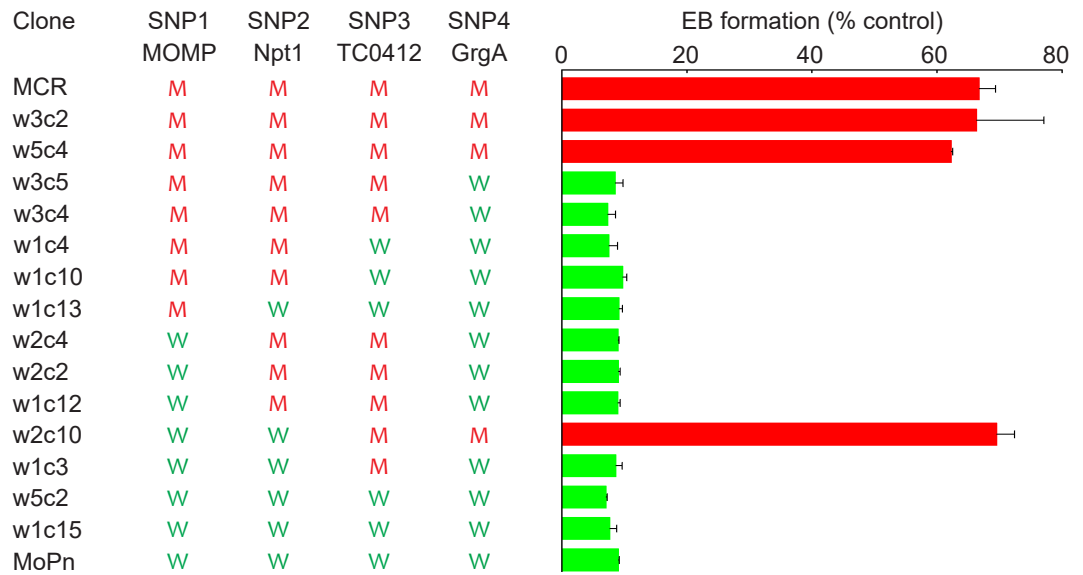 Clone SNP1 SNP2 SNP3 SNP4 EB formation (% control)
MOMP Npt1 TC0412 GrgA 0 20 40 60 80
MCR M M M M
w3c2 M M M M
w5c4 M M M M
w3c5 M M M W
w3c4 M M M W
w1c4 M M W W
w1c10 M M W W
w1c13 M W W W
w2c4 W M M W
w2c2 W M M W
w1c12 W M M W
w2c10 W W M M
w1c3 W W M W
w5c2 W W W W
w1c15 W W W W
MoPn W W W W